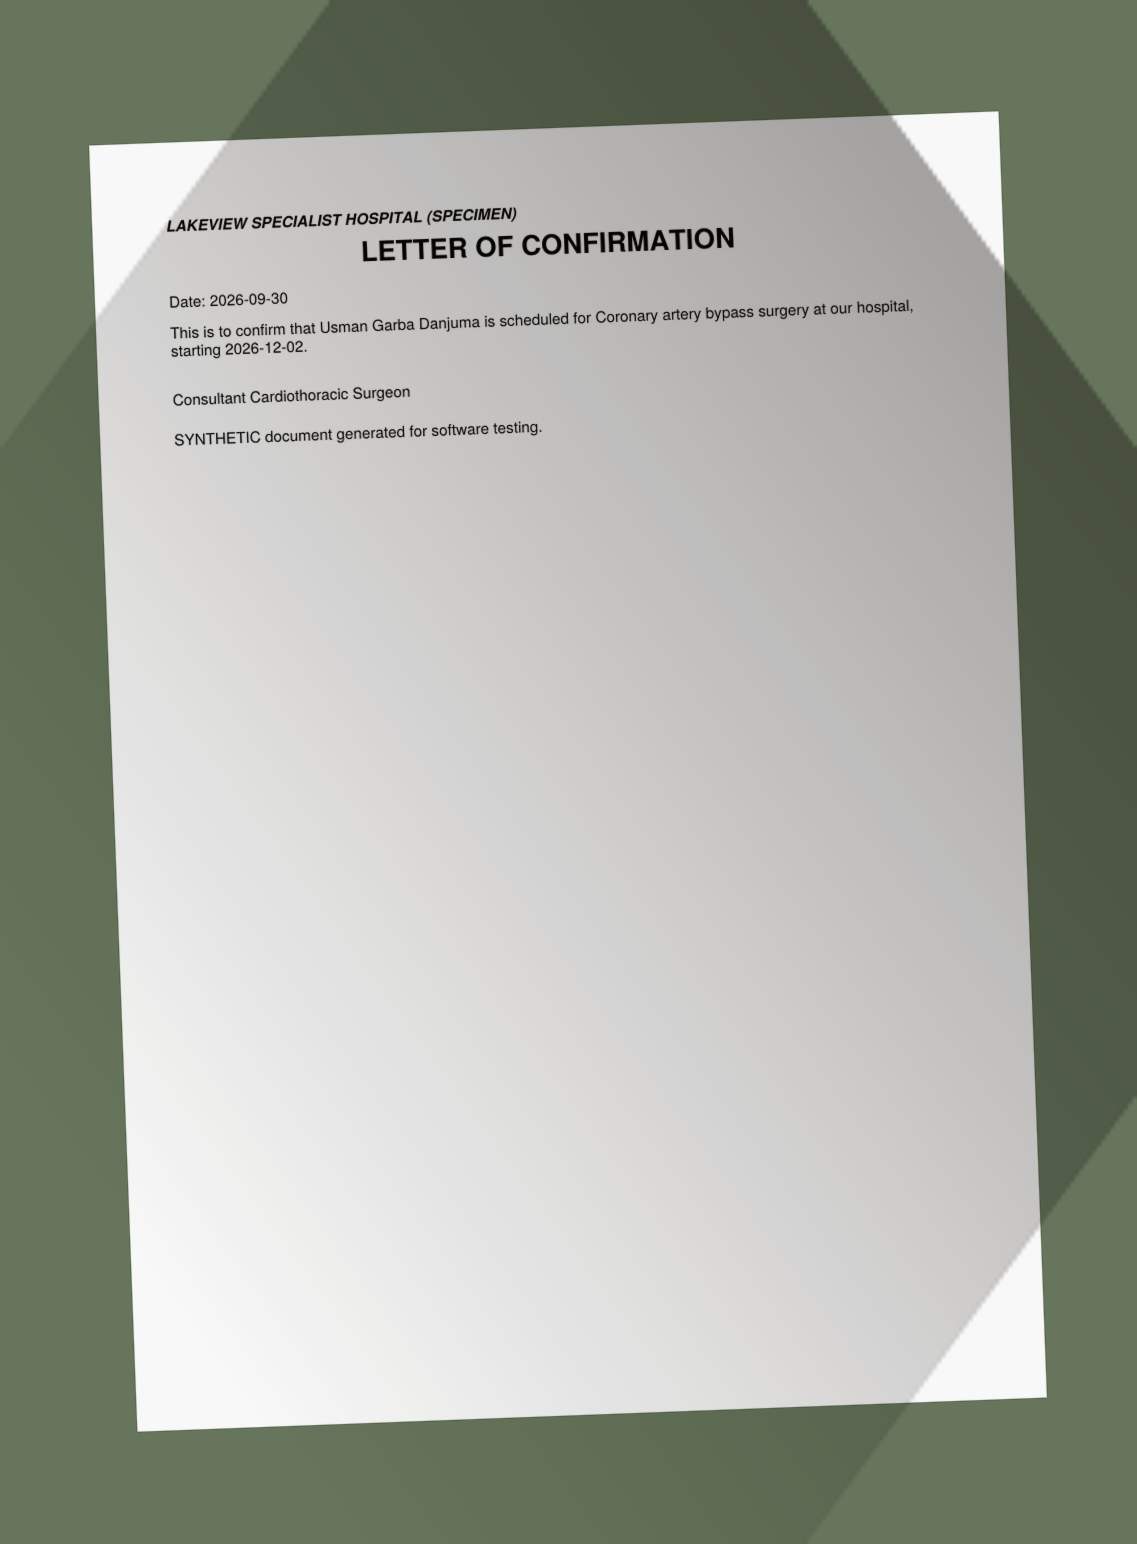 LAKEVIEW SPECIALIST HOSPITAL (SPECIMEN)
LETTER OF CONFIRMATION
Date: 2026-09-30
This is to confirm that Usman Garba Danjuma is scheduled for Coronary artery bypass surgery at our hospital,
starting 2026-12-02.
Consultant Cardiothoracic Surgeon
SYNTHETIC document generated for software testing.